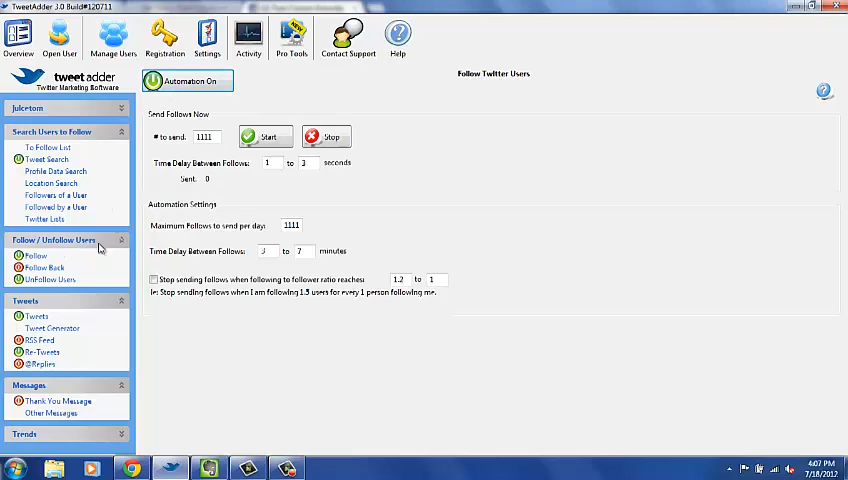 TweetAdder 3.0 Build#120711
Overview
Open User
Manage Users
Registration
Settings
Activity
NEW
Pro Tools
Contact Support
Help
tweet adder
Twitter Marketing Software
Automation On
Follow Twitter Users
Julcetom
Search Users to Follow
To Follow List
Tweet Search
Profile Data Search
Location Search
Followers of a User
Followed by a User
Twitter Lists
Follow / Unfollow Users
Follow
Follow Back
UnFollow Users
Tweets
Tweets
Tweet Generator
RSS Feed
Re-Tweets
@Replies
Messages
Thank You Message
Other Messages
Trends
Send Follows Now
# to send: 1111 Start Stop
Time Delay Between Follows: 1 to 3 seconds
Sent: 0
Automation Settings
Maximum Follows to send per day: 1111
Time Delay Between Follows: 3 to 7 minutes
Stop sending follows when following to follower ratio reaches: 1.2 to 1
Ie: Stop sending follows when I am following 1.5 users for every 1 person following me.
4:07 PM
7/18/2012